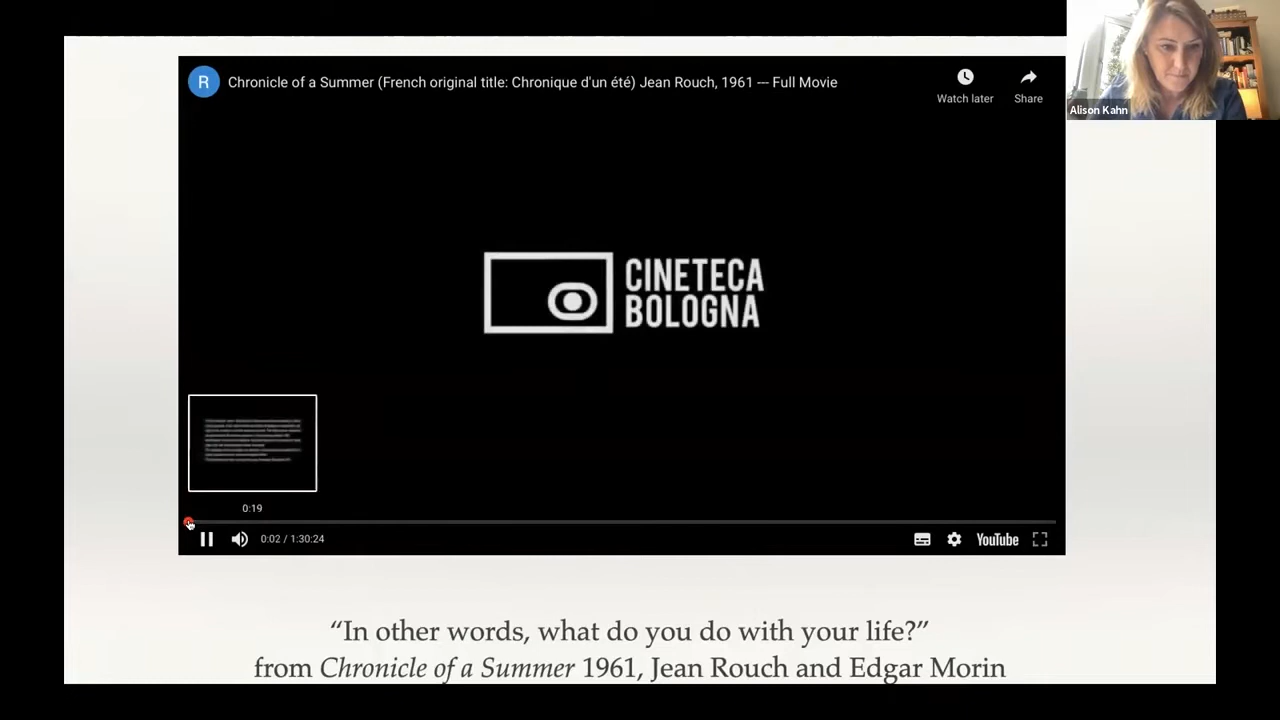 R
Chronicle of a Summer (French original title: Chronique d'un été) Jean Rouch, 1961 –– Full Movie
Watch later
Share
Alison Kahn
CINETECA
BOLOGNA
0:19
0:02 / 1:30:24
YouTube
“In other words, what do you do with your life?”
from Chronicle of a Summer 1961, Jean Rouch and Edgar Morin